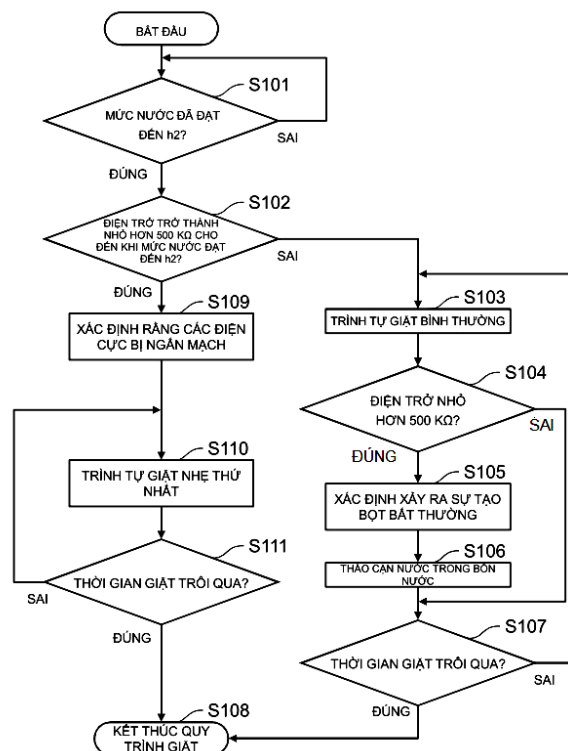 BẮT ĐẦU
S101
MỨC NƯỚC ĐÃ ĐẠT
ĐẾN h2?
SAI
ĐÚNG
S102
ĐIỆN TRỞ TRỞ THÀNH
NHỎ HƠN 500 KΩ CHO
ĐẾN KHI MỨC NƯỚC ĐẠT
ĐẾN h2?
SAI
ĐÚNG
S109
XÁC ĐỊNH RẰNG CÁC ĐIỆN
CỰC BỊ NGẮN MẠCH
S103
TRÌNH TỰ GIẶT BÌNH THƯỜNG
S104
ĐIỆN TRỞ NHỎ
HƠN 500 KΩ?
SAI
ĐÚNG
S110
TRÌNH TỰ GIẶT NHẸ THỨ
NHẤT
S105
XÁC ĐỊNH XẢY RA SỰ TẠO
BỌT BẤT THƯỜNG
S106
THÁO CẠN NƯỚC TRONG BỒN
NƯỚC
S111
THỜI GIAN GIẶT TRÔI QUA?
SAI
ĐÚNG
S107
THỜI GIAN GIẶT TRÔI QUA?
SAI
ĐÚNG
S108
KẾT THÚC QUY
TRÌNH GIẶT